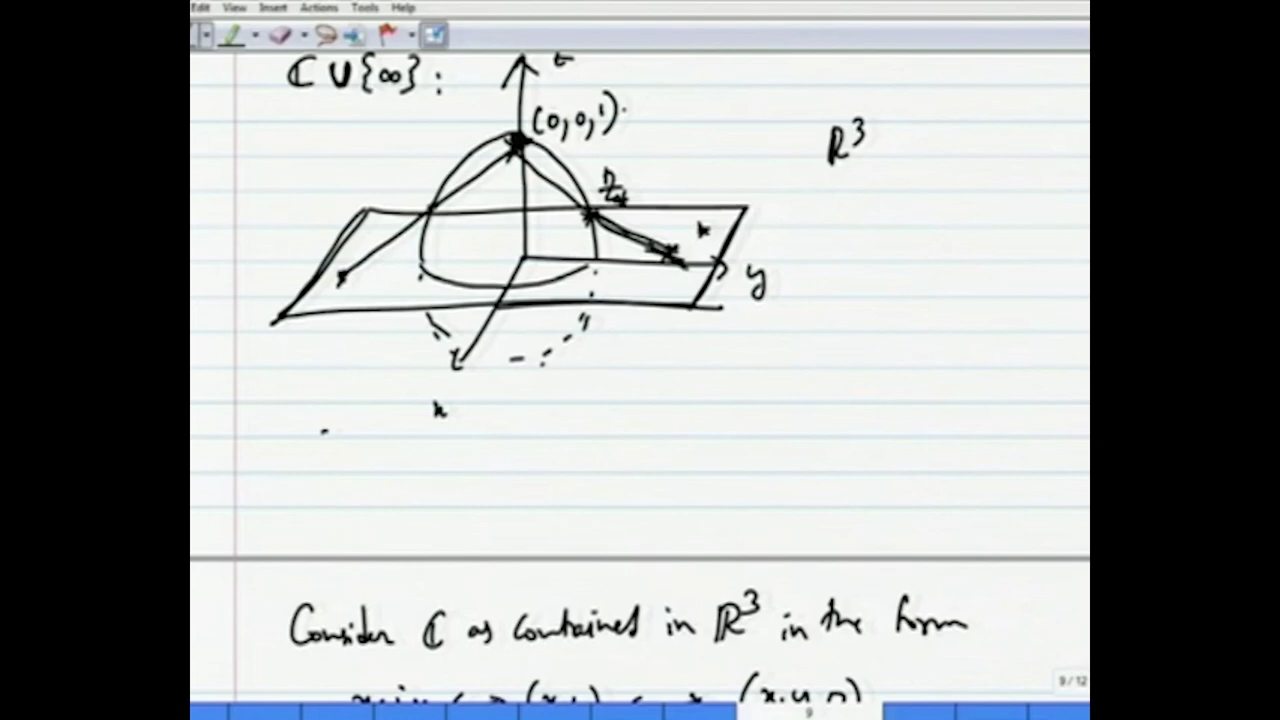 Edit View Insert Actions Tools Help
ℂ ∪ {∞} :
t
(0,0,1)
ℝ³
y
x
Consider ℂ as contained in ℝ³ in the form
9 / 12
9